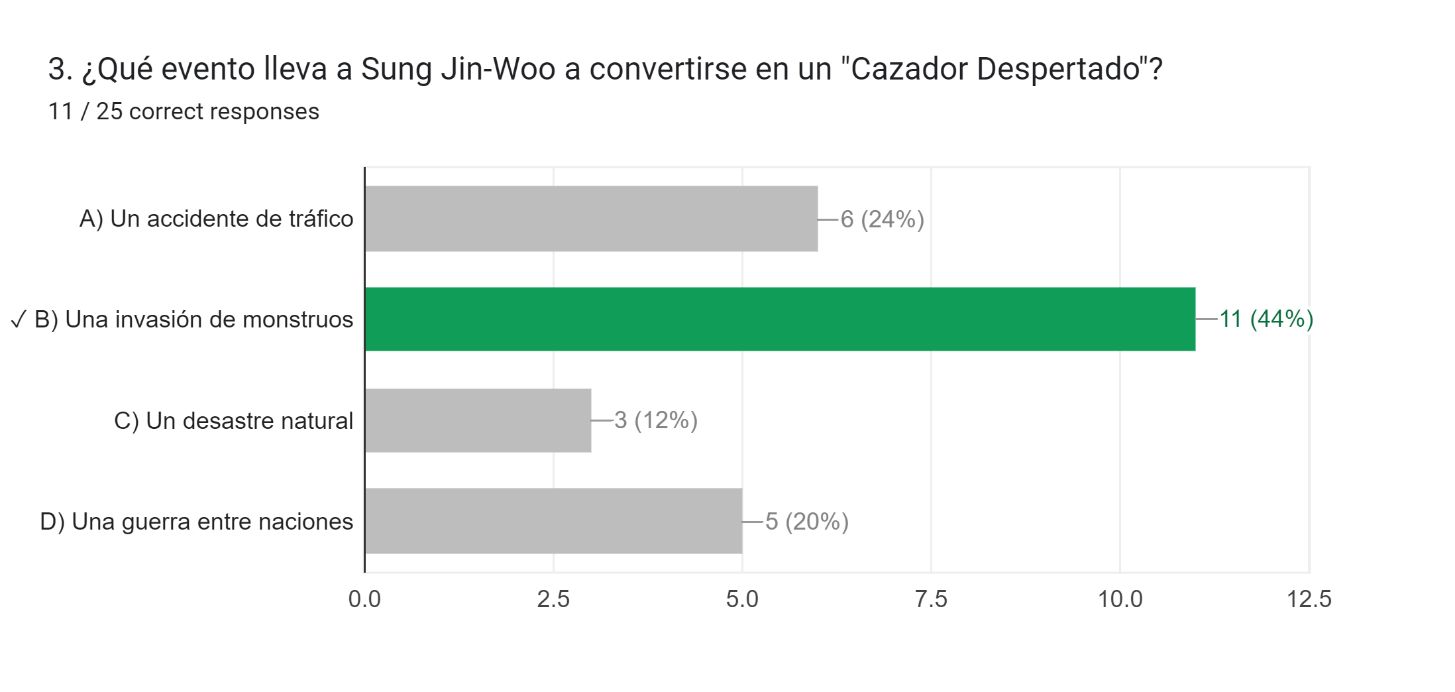 3. ¿Qué evento lleva a Sung Jin-Woo a convertirse en un "Cazador Despertado"?
11 / 25 correct responses
A) Un accidente de tráfico
6 (24%)
✓ B) Una invasión de monstruos
11 (44%)
C) Un desastre natural
3 (12%)
D) Una guerra entre naciones
5 (20%)
0.0 2.5 5.0 7.5 10.0 12.5